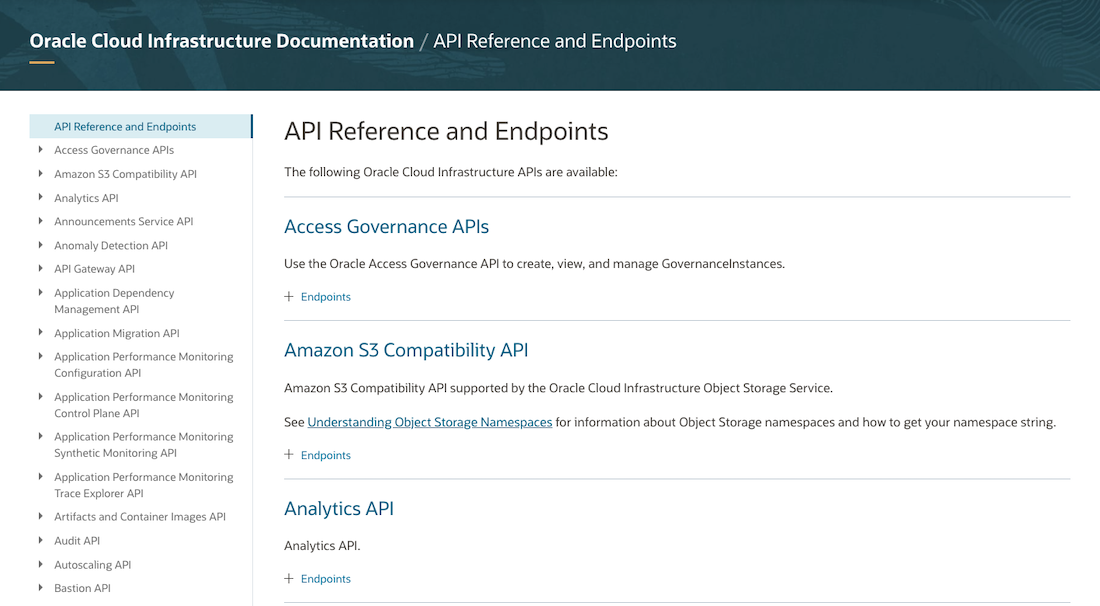 Oracle Cloud Infrastructure Documentation / API Reference and Endpoints
API Reference and Endpoints
Access Governance APIs
Amazon S3 Compatibility API
Analytics API
Announcements Service API
Anomaly Detection API
API Gateway API
Application Dependency
Management API
Application Migration API
Application Performance Monitoring
Configuration API
Application Performance Monitoring
Control Plane API
Application Performance Monitoring
Synthetic Monitoring API
Application Performance Monitoring
Trace Explorer API
Artifacts and Container Images API
Audit API
Autoscaling API
Bastion API
API Reference and Endpoints
The following Oracle Cloud Infrastructure APIs are available:
Access Governance APIs
Use the Oracle Access Governance API to create, view, and manage GovernanceInstances.
+ Endpoints
Amazon S3 Compatibility API
Amazon S3 Compatibility API supported by the Oracle Cloud Infrastructure Object Storage Service.
See Understanding Object Storage Namespaces for information about Object Storage namespaces and how to get your namespace string.
+ Endpoints
Analytics API
Analytics API.
+ Endpoints